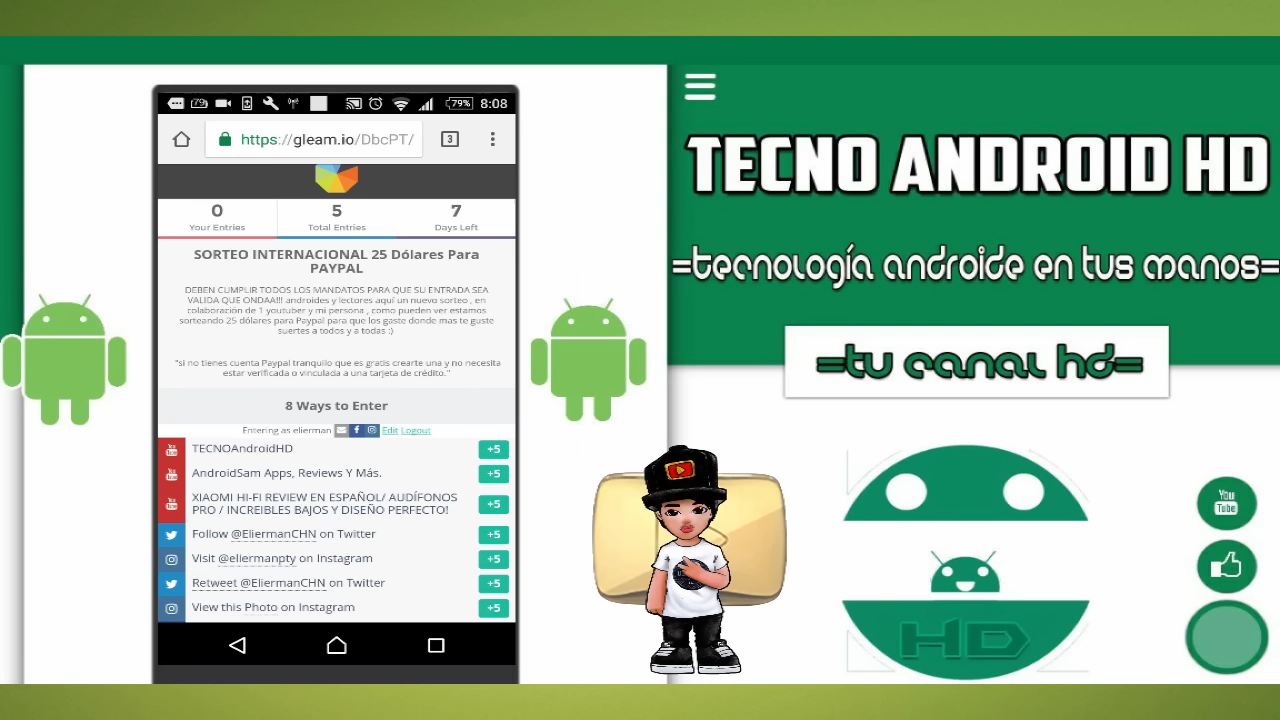 79%
8:08
https://gleam.io/DbcPT/
3
0
5
7
Your Entries
Total Entries
Days Left
SORTEO INTERNACIONAL 25 Dólares Para
PAYPAL
DEBEN CUMPLIR TODOS LOS MANDATOS PARA QUE SU ENTRADA SEA
VALIDA QUE ONDAA!!! androides y lectores aquí un nuevo sorteo , en
colaboración de 1 youtuber y mi persona , como pueden ver estamos
sorteando 25 dólares para Paypal para que los gaste donde mas te guste
suertes a todos y a todas :)
"si no tienes cuenta Paypal tranquilo que es gratis crearte una y no necesita
estar verificada o vinculada a una tarjeta de crédito."
8 Ways to Enter
Entering as elierman Edit Logout
TECNOAndroidHD +5
AndroidSam Apps, Reviews Y Más. +5
XIAOMI HI-FI REVIEW EN ESPAÑOL/ AUDÍFONOS
PRO / INCREIBLES BAJOS Y DISEÑO PERFECTO! +5
Follow @EliermanCHN on Twitter +5
Visit @eliermanpty on Instagram +5
Retweet @EliermanCHN on Twitter +5
View this Photo on Instagram +5
TECNO ANDROID HD
=tecnología androide en tus manos=
=tu canal hd=
HD
You
Tube